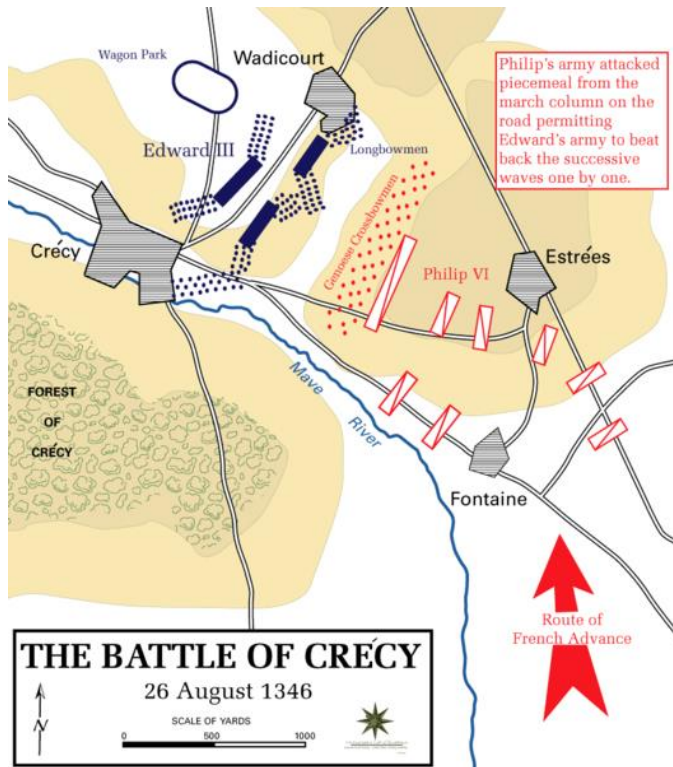 Wagon Park
Wadicourt
Philip's army attacked
piecemeal from the
march column on the
road permitting
Edward's army to beat
back the successive
waves one by one.
Edward III
Longbowmen
Genoese Crossbowmen
Crécy
Philip VI
Estrées
FOREST
OF
CRÉCY
Mave
River
Fontaine
Route of
French Advance
THE BATTLE OF CRÉCY
26 August 1346
N
SCALE OF YARDS
0 500 1000